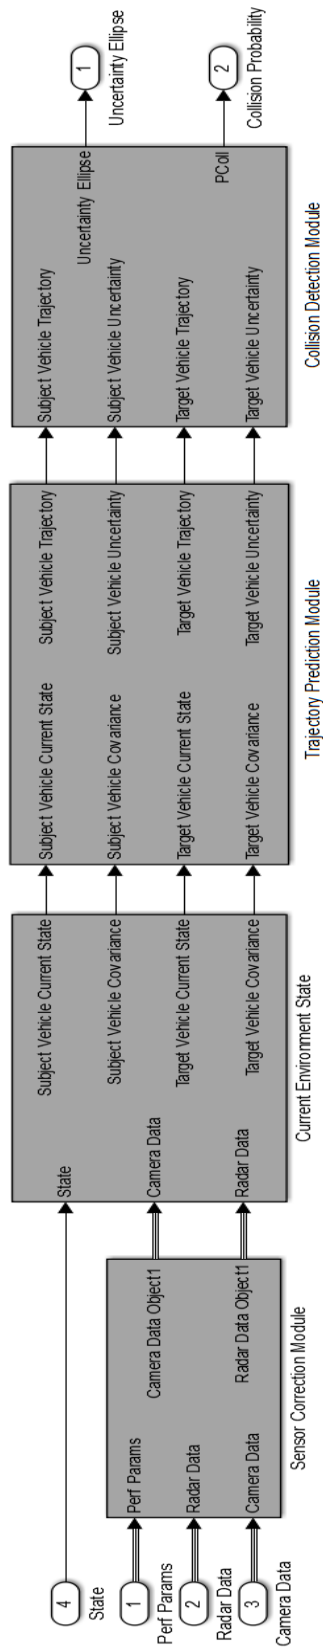 4
State
1
Perf Params
2
Radar Data
3
Camera Data
Perf Params
Radar Data
Camera Data
Camera Data Object1
Radar Data Object1
Sensor Correction Module
State
Camera Data
Radar Data
Subject Vehicle Current State
Subject Vehicle Covariance
Target Vehicle Current State
Target Vehicle Covariance
Current Environment State
Subject Vehicle Current State
Subject Vehicle Covariance
Target Vehicle Current State
Target Vehicle Covariance
Subject Vehicle Trajectory
Subject Vehicle Uncertainty
Target Vehicle Trajectory
Target Vehicle Uncertainty
Trajectory Prediction Module
Subject Vehicle Trajectory
Subject Vehicle Uncertainty
Target Vehicle Trajectory
Target Vehicle Uncertainty
Uncertainty Ellipse
PColl
Collision Detection Module
1
Uncertainty Ellipse
2
Collision Probability